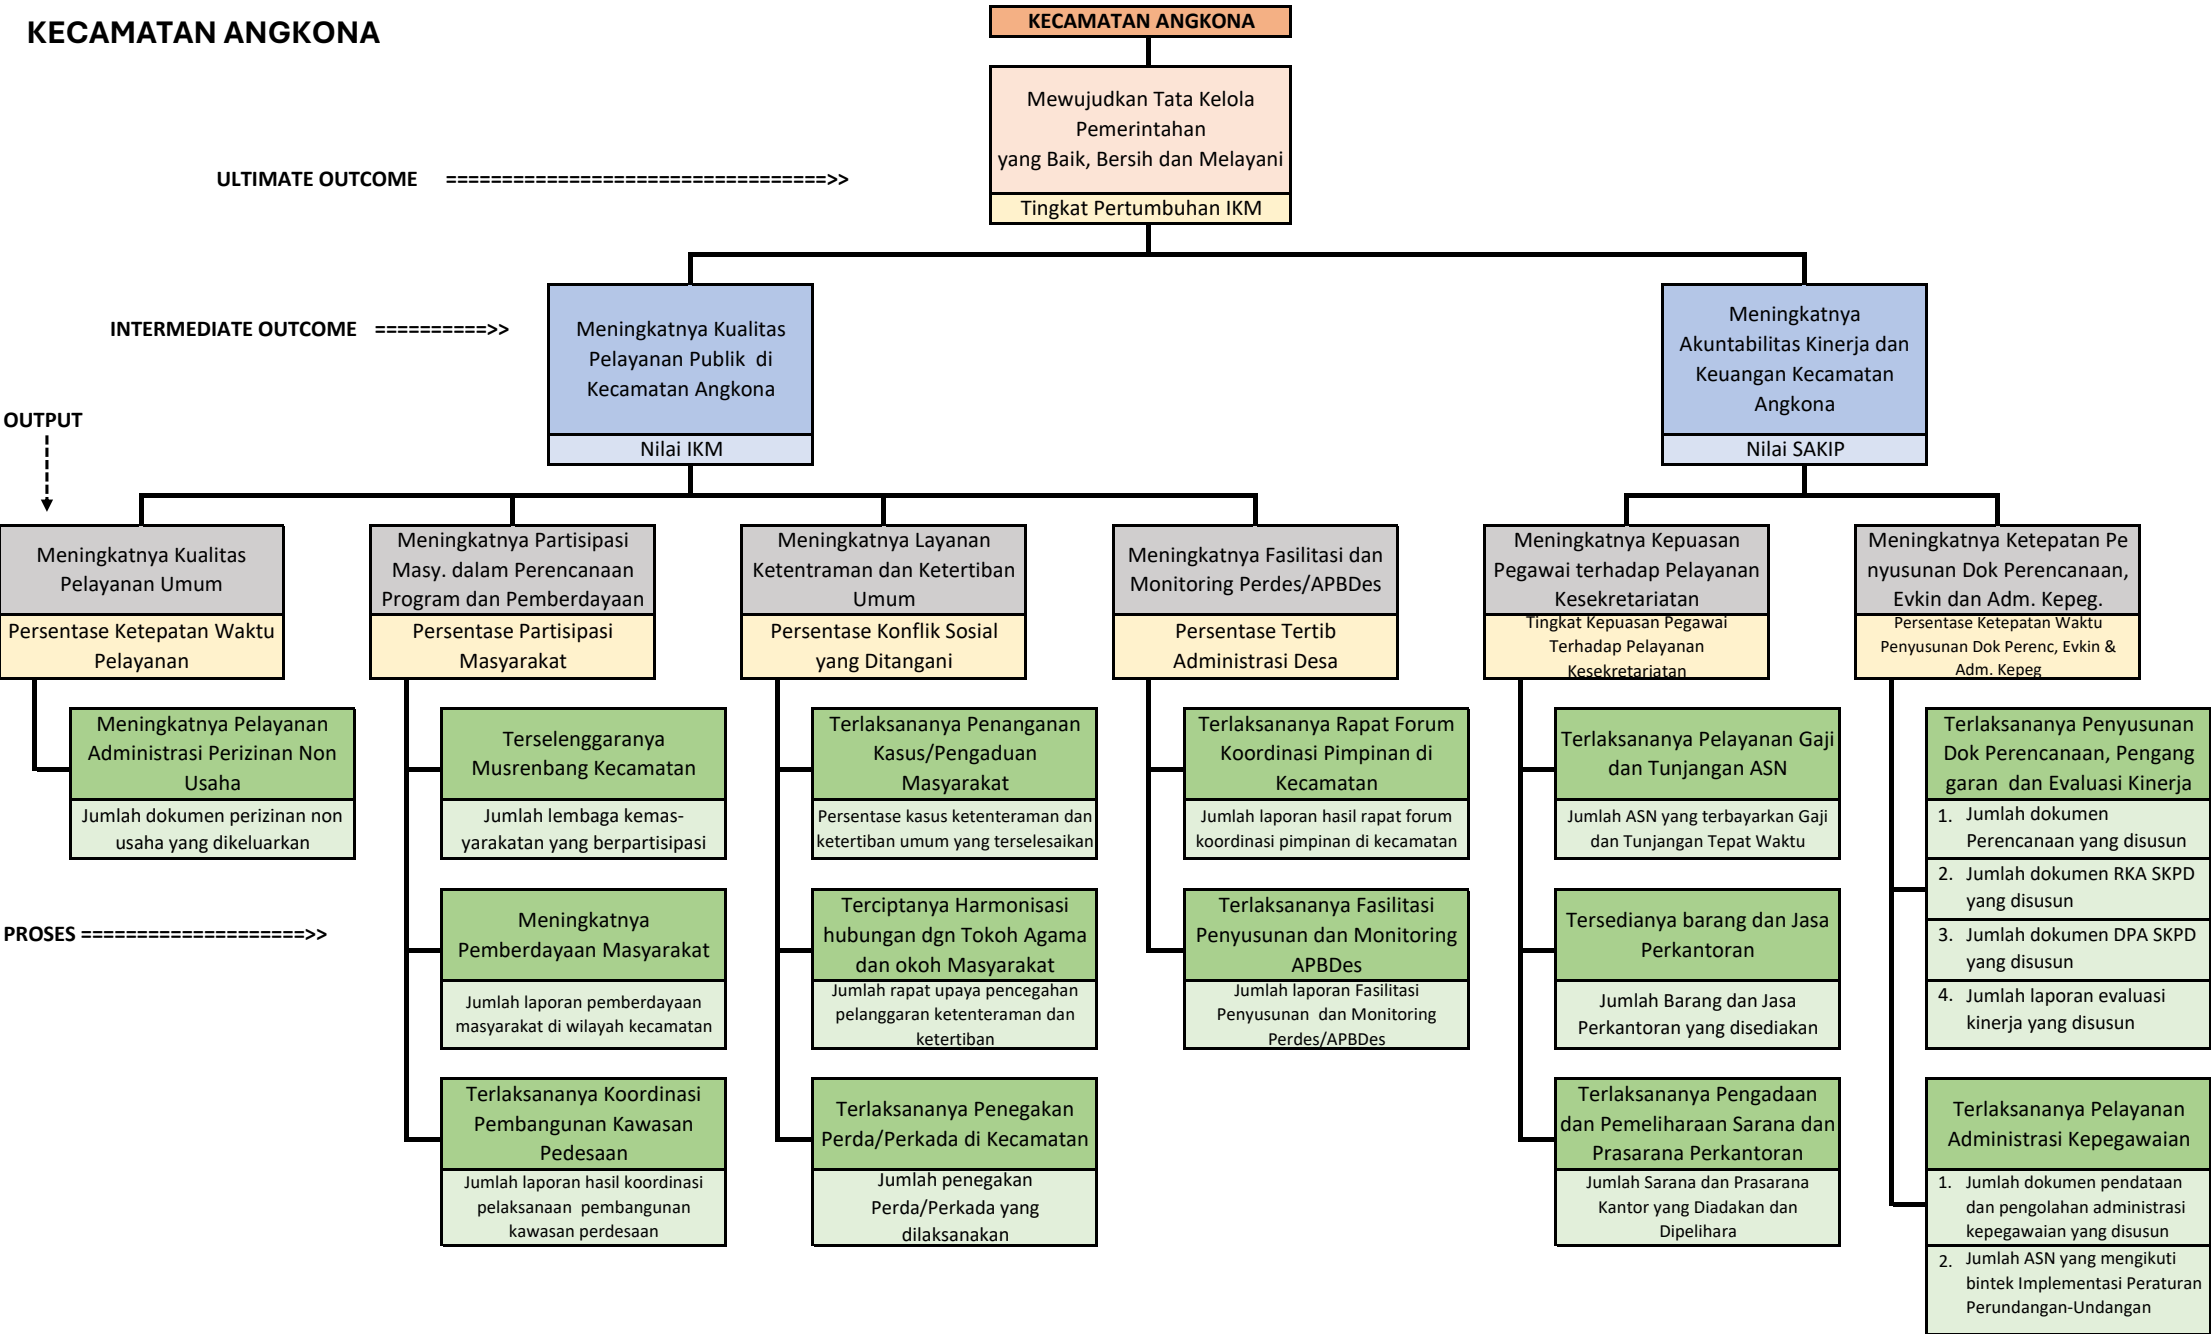 KECAMATAN ANGKONA
KECAMATAN ANGKONA
Mewujudkan Tata Kelola
Pemerintahan
yang Baik, Bersih dan Melayani
Tingkat Pertumbuhan IKM
ULTIMATE OUTCOME ==================================>>
INTERMEDIATE OUTCOME ==========>>
Meningkatnya Kualitas
Pelayanan Publik di
Kecamatan Angkona
Nilai IKM
Meningkatnya
Akuntabilitas Kinerja dan
Keuangan Kecamatan
Angkona
Nilai SAKIP
OUTPUT
Meningkatnya Kualitas
Pelayanan Umum
Persentase Ketepatan Waktu
Pelayanan
Meningkatnya Partisipasi
Masy. dalam Perencanaan
Program dan Pemberdayaan
Persentase Partisipasi
Masyarakat
Meningkatnya Layanan
Ketentraman dan Ketertiban
Umum
Persentase Konflik Sosial
yang Ditangani
Meningkatnya Fasilitasi dan
Monitoring Perdes/APBDes
Persentase Tertib
Administrasi Desa
Meningkatnya Kepuasan
Pegawai terhadap Pelayanan
Kesekretariatan
Tingkat Kepuasan Pegawai
Terhadap Pelayanan
Kesekretariatan
Meningkatnya Ketepatan Pe
nyusunan Dok Perencanaan,
Evkin dan Adm. Kepeg.
Persentase Ketepatan Waktu
Penyusunan Dok Perenc, Evkin &
Adm. Kepeg
Meningkatnya Pelayanan
Administrasi Perizinan Non
Usaha
Jumlah dokumen perizinan non
usaha yang dikeluarkan
Terselenggaranya
Musrenbang Kecamatan
Jumlah lembaga kemas-
yarakatan yang berpartisipasi
Terlaksananya Penanganan
Kasus/Pengaduan
Masyarakat
Persentase kasus ketenteraman dan
ketertiban umum yang terselesaikan
Terlaksananya Rapat Forum
Koordinasi Pimpinan di
Kecamatan
Jumlah laporan hasil rapat forum
koordinasi pimpinan di kecamatan
Terlaksananya Pelayanan Gaji
dan Tunjangan ASN
Jumlah ASN yang terbayarkan Gaji
dan Tunjangan Tepat Waktu
Terlaksananya Penyusunan
Dok Perencanaan, Pengang
garan dan Evaluasi Kinerja
1. Jumlah dokumen
Perencanaan yang disusun
2. Jumlah dokumen RKA SKPD
yang disusun
3. Jumlah dokumen DPA SKPD
yang disusun
4. Jumlah laporan evaluasi
kinerja yang disusun
PROSES ====================>>
Meningkatnya
Pemberdayaan Masyarakat
Jumlah laporan pemberdayaan
masyarakat di wilayah kecamatan
Terciptanya Harmonisasi
hubungan dgn Tokoh Agama
dan okoh Masyarakat
Jumlah rapat upaya pencegahan
pelanggaran ketenteraman dan
ketertiban
Terlaksananya Fasilitasi
Penyusunan dan Monitoring
APBDes
Jumlah laporan Fasilitasi
Penyusunan dan Monitoring
Perdes/APBDes
Tersedianya barang dan Jasa
Perkantoran
Jumlah Barang dan Jasa
Perkantoran yang disediakan
Terlaksananya Koordinasi
Pembangunan Kawasan
Pedesaan
Jumlah laporan hasil koordinasi
pelaksanaan pembangunan
kawasan perdesaan
Terlaksananya Penegakan
Perda/Perkada di Kecamatan
Jumlah penegakan
Perda/Perkada yang
dilaksanakan
Terlaksananya Pengadaan
dan Pemeliharaan Sarana dan
Prasarana Perkantoran
Jumlah Sarana dan Prasarana
Kantor yang Diadakan dan
Dipelihara
Terlaksananya Pelayanan
Administrasi Kepegawaian
1. Jumlah dokumen pendataan
dan pengolahan administrasi
kepegawaian yang disusun
2. Jumlah ASN yang mengikuti
bintek Implementasi Peraturan
Perundangan-Undangan